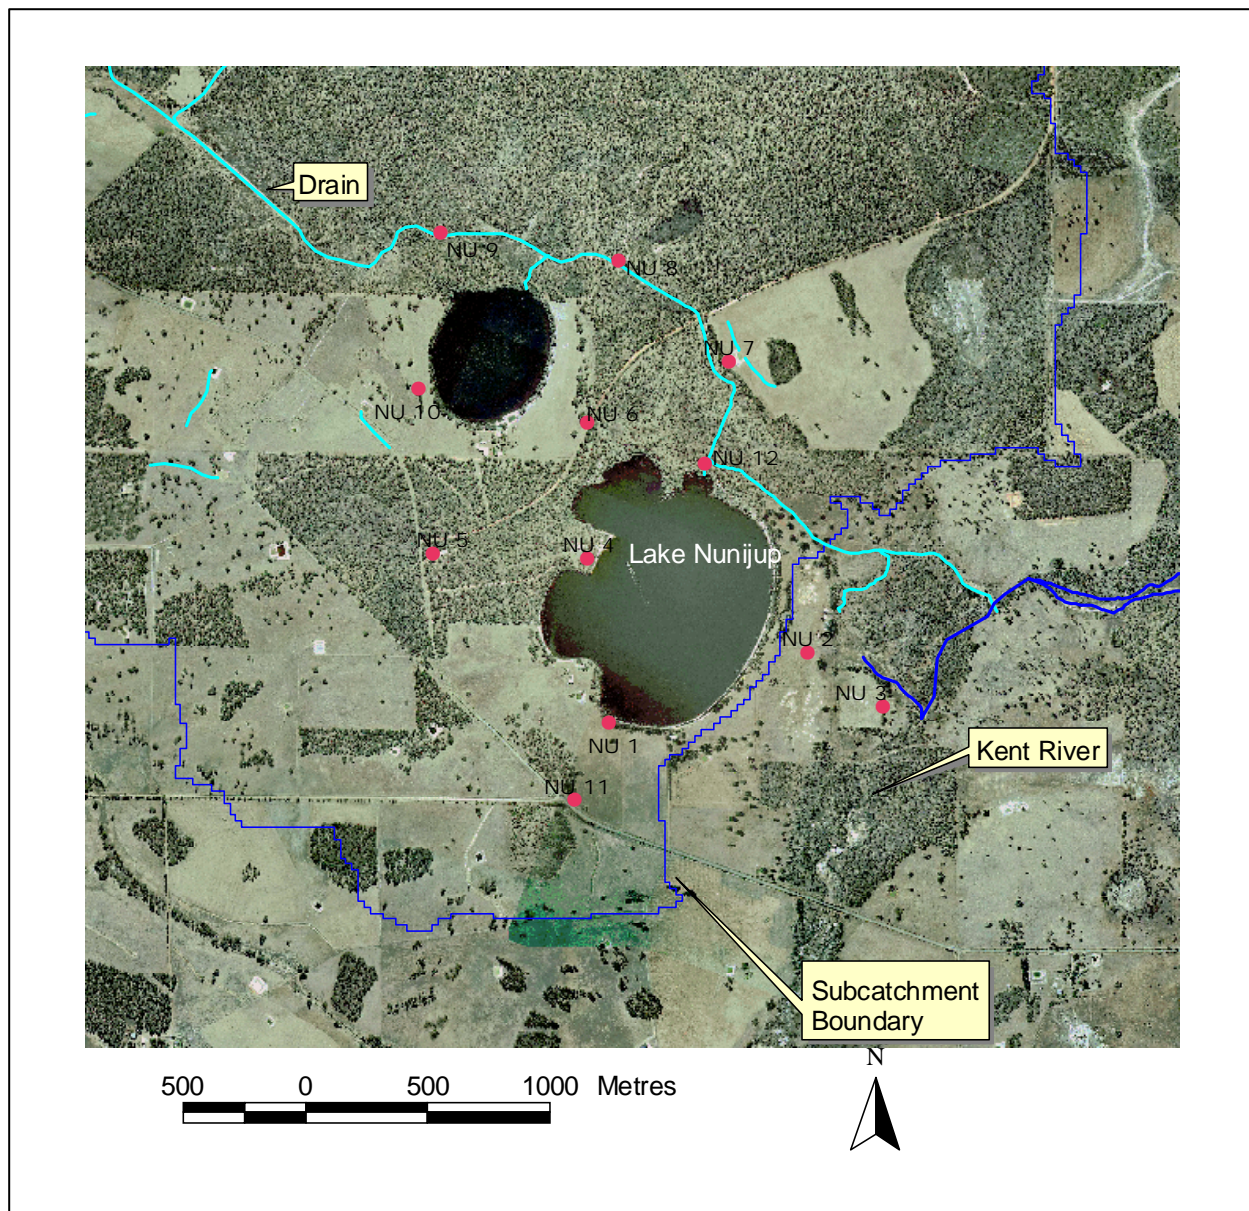 Drain
NU 9
NU 8
NU 7
NU 10
NU 6
NU 12
NU 5
NU 4
Lake Nunijup
NU 2
NU 3
NU 1
Kent River
NU 11
Subcatchment
Boundary
N
500 0 500 1000 Metres